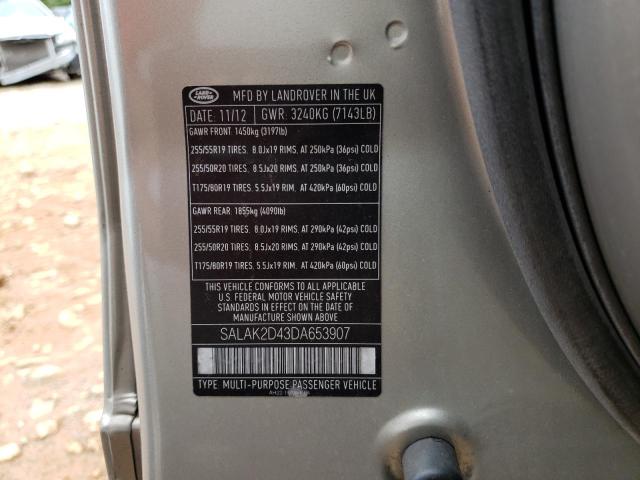 LAND ROVER
MFD BY LANDROVER IN THE UK
DATE: 11/12 GWR: 3240KG (7143LB)
GAWR FRONT: 1450kg (3197lb)
255/55R19 TIRES, 8.0Jx19 RIMS, AT 250kPa (36psi) COLD
255/50R20 TIRES, 8.5Jx20 RIMS, AT 250kPa (36psi) COLD
T175/80R19 TIRES, 5.5Jx19 RIM, AT 420kPa (60psi) COLD
GAWR REAR: 1855kg (4090lb)
255/55R19 TIRES, 8.0Jx19 RIMS, AT 290kPa (42psi) COLD
255/50R20 TIRES, 8.5Jx20 RIMS, AT 290kPa (42psi) COLD
T175/80R19 TIRES, 5.5Jx19 RIM, AT 420kPa (60psi) COLD
THIS VEHICLE CONFORMS TO ALL APPLICABLE
U.S. FEDERAL MOTOR VEHICLE SAFETY
STANDARDS IN EFFECT ON THE DATE OF
MANUFACTURE SHOWN ABOVE.
SALAK2D43DA653907
TYPE: MULTI-PURPOSE PASSENGER VEHICLE